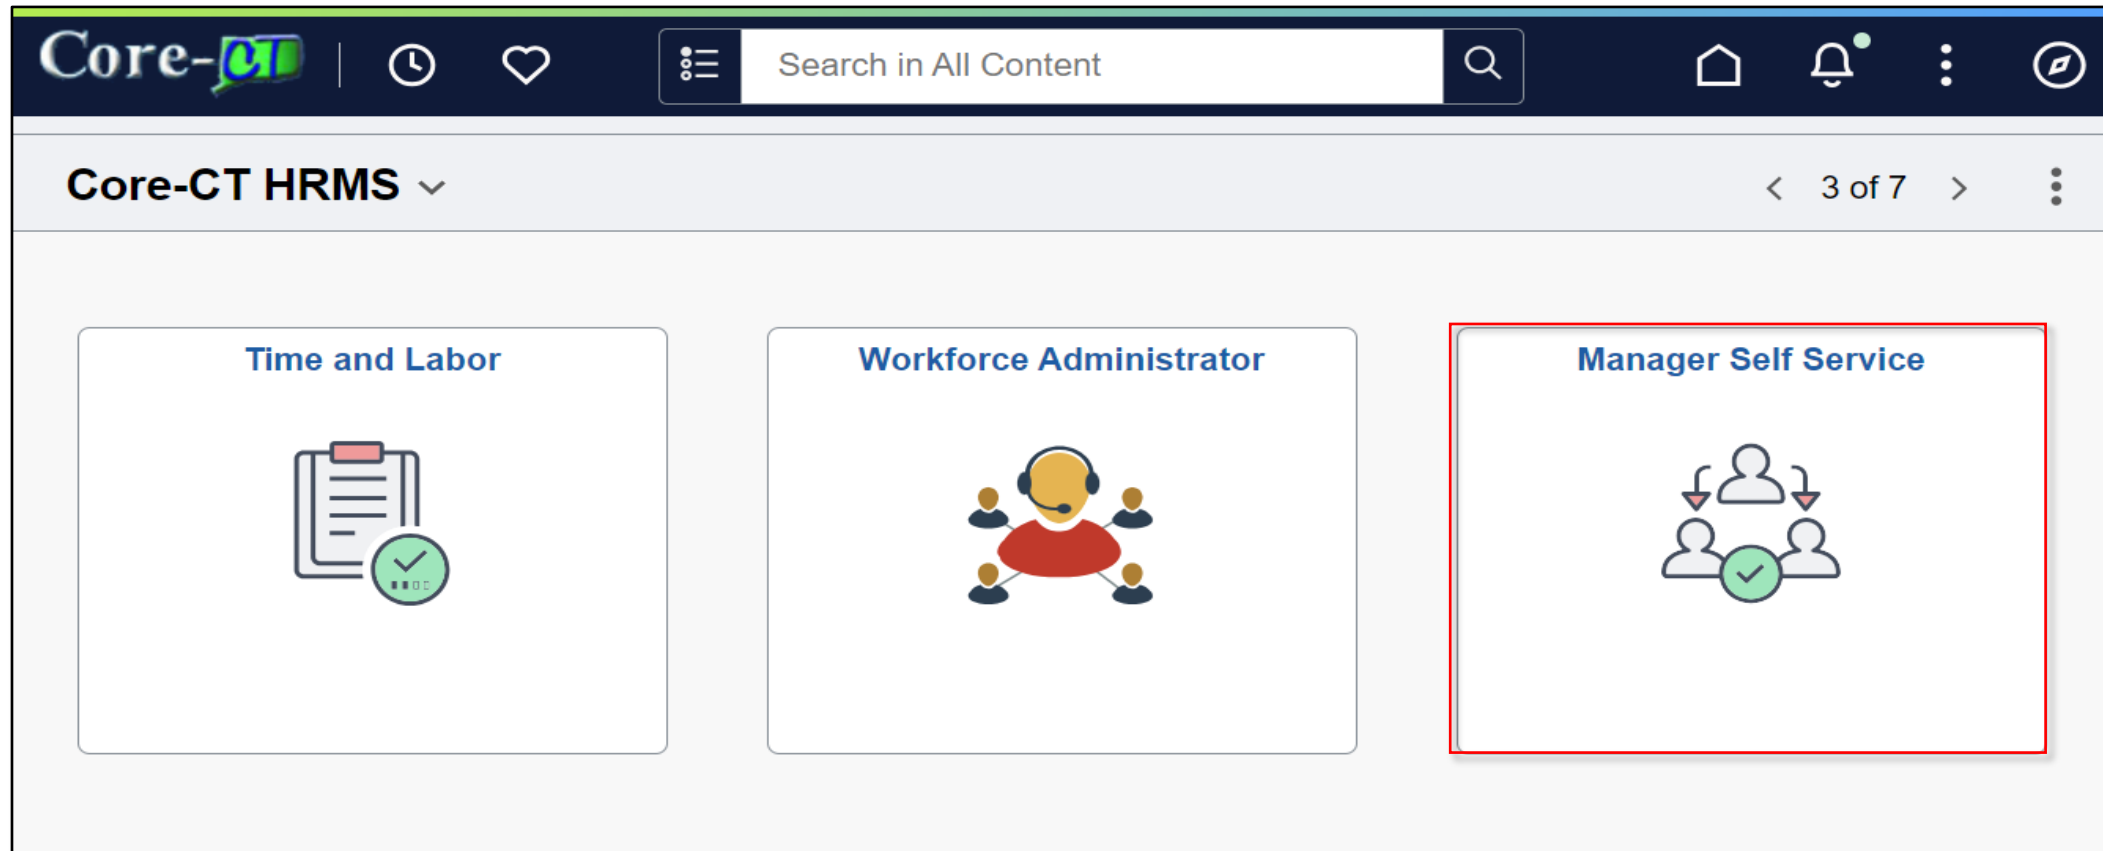 Core-CT
Search in All Content
Core-CT HRMS
3 of 7
Time and Labor
Workforce Administrator
Manager Self Service